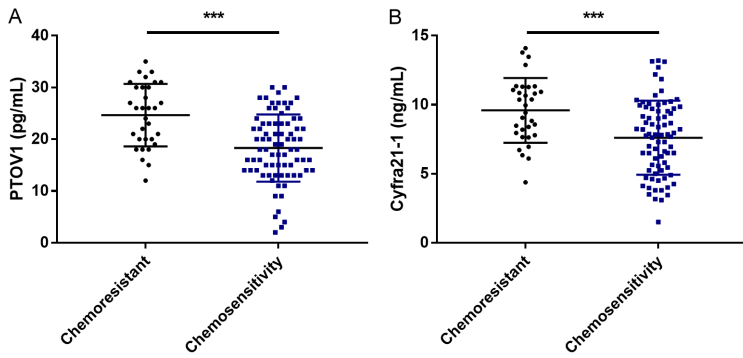 A
***
PTOV1 (pg/mL)
40
30
20
10
0
Chemoresistant
Chemosensitivity
B
***
Cyfra21-1 (ng/mL)
15
10
5
0
Chemoresistant
Chemosensitivity